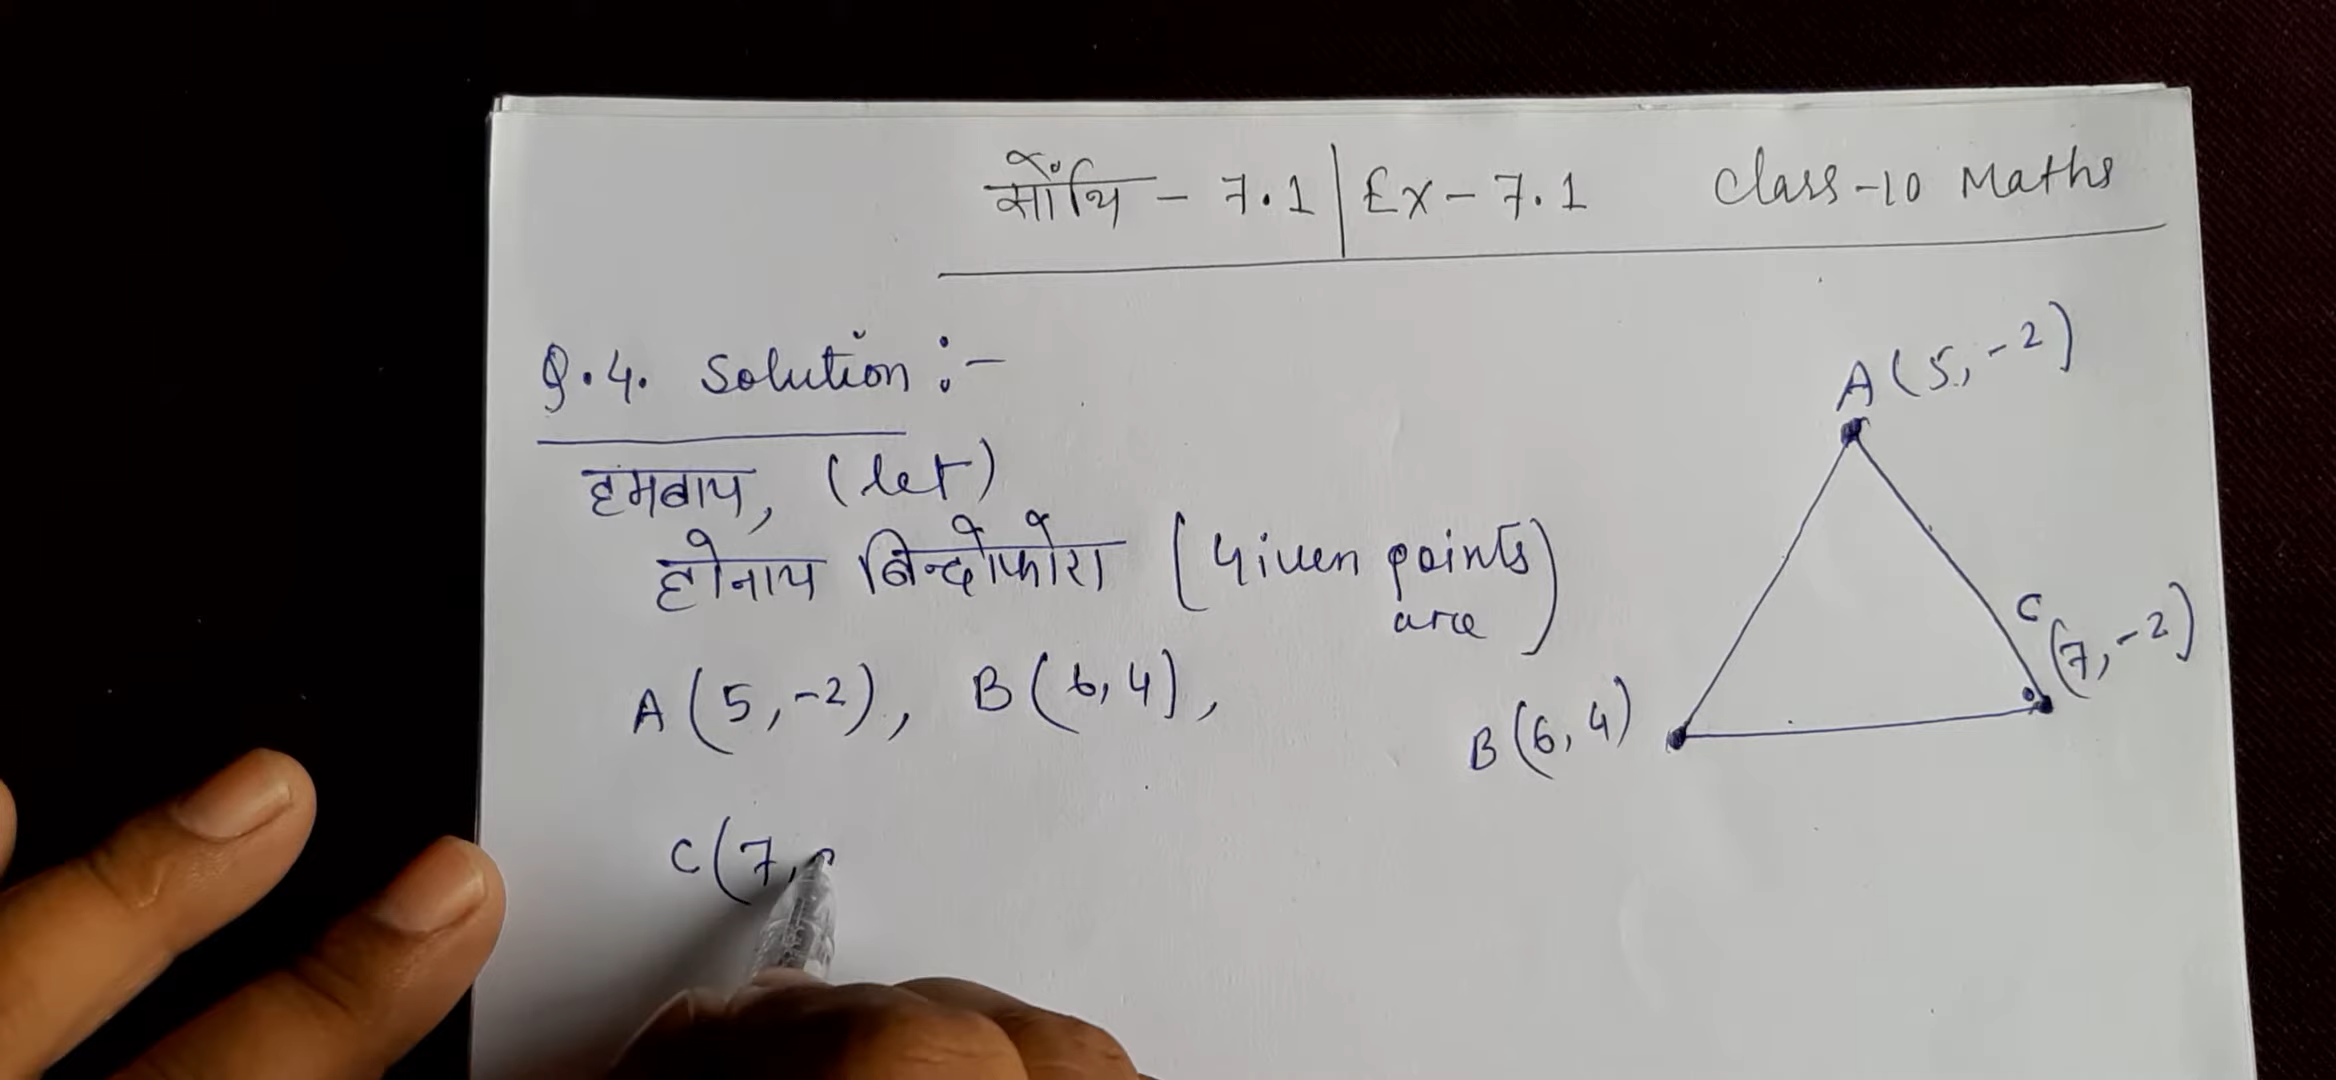 सोंथि - 7.1 | Ex - 7.1 Class - 10 Maths
Q.4. Solution :-
हमबाय, (let)
होनाय बिन्दोफोरा (Given points are)
A (5, -2), B (6, 4),
C (7,
A (5, -2)
C (7, -2)
B (6, 4)